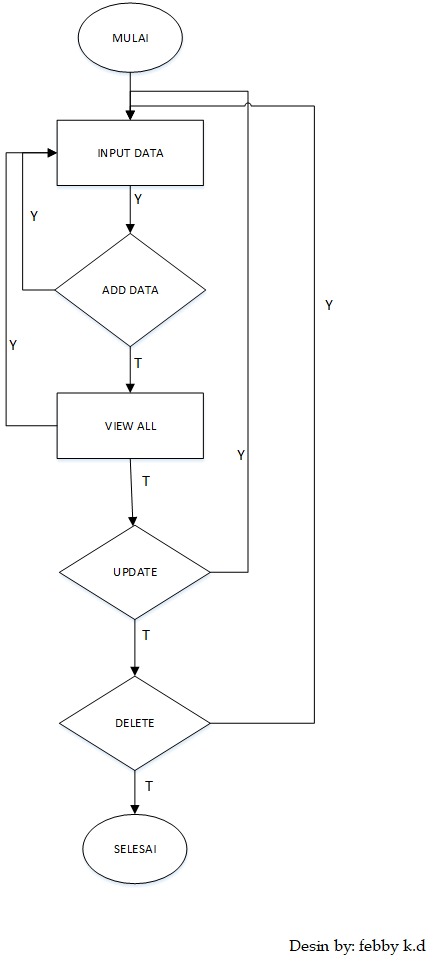 MULAI
INPUT DATA
Y
Y
ADD DATA
Y
T
Y
VIEW ALL
Y
T
UPDATE
T
DELETE
T
SELESAI
Desin by: febby k.d